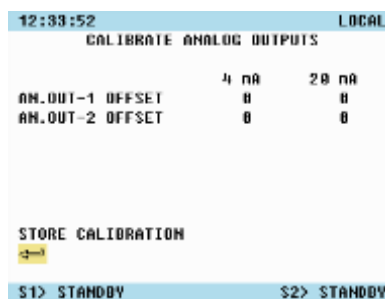 12:33:52 LOCAL
CALIBRATE ANALOG OUTPUTS
4 mA 20 mA
AN.OUT-1 OFFSET 0 0
AN.OUT-2 OFFSET 0 0
STORE CALIBRATION
S1> STANDBY S2> STANDBY